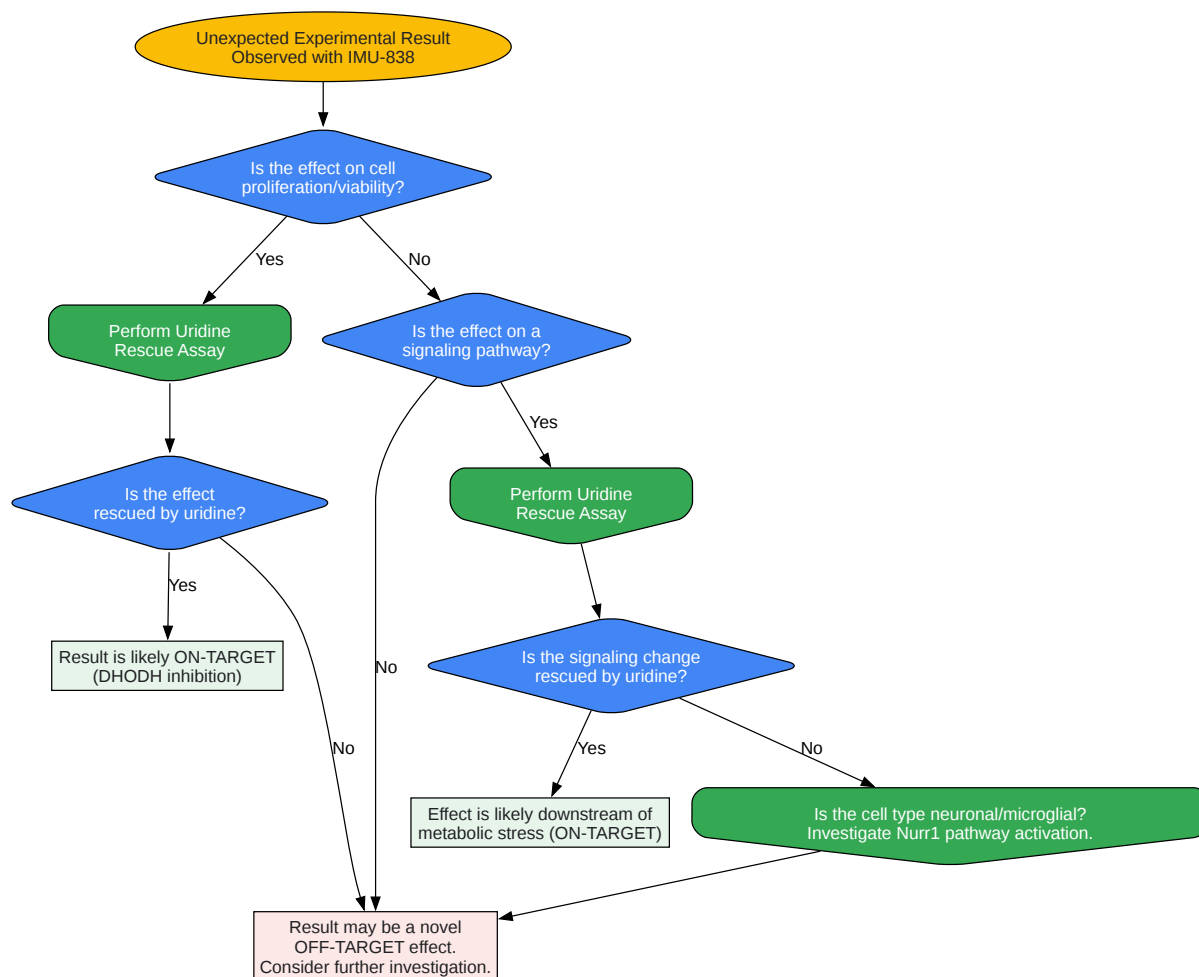 Unexpected Experimental Result
Observed with IMU-838
Is the effect on cell
proliferation/viability?
Yes
No
Perform Uridine
Rescue Assay
Is the effect on a
signaling pathway?
Yes
Is the effect
rescued by uridine?
Perform Uridine
Rescue Assay
Yes
Result is likely ON-TARGET
(DHODH inhibition)
No
Is the signaling change
rescued by uridine?
No
Yes
No
Effect is likely downstream of
metabolic stress (ON-TARGET)
Is the cell type neuronal/microglial?
Investigate Nurr1 pathway activation.
Result may be a novel
OFF-TARGET effect.
Consider further investigation.